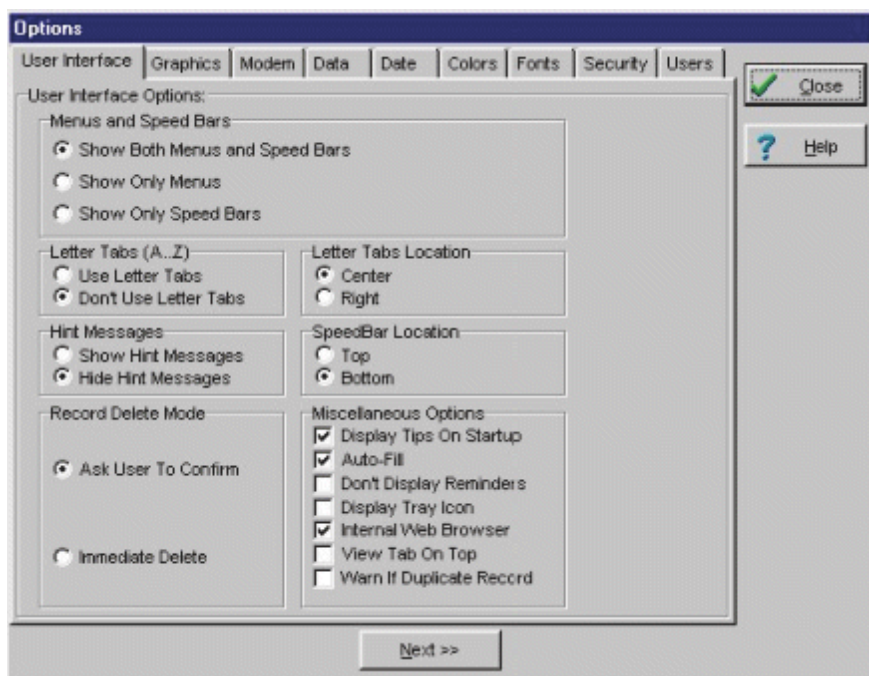 Options
User Interface Graphics Modem Data Date Colors Fonts Security Users
Close
Help
User Interface Options:
Menus and Speed Bars
Show Both Menus and Speed Bars
Show Only Menus
Show Only Speed Bars
Letter Tabs (A..Z)
Use Letter Tabs
Don't Use Letter Tabs
Letter Tabs Location
Center
Right
Hint Messages
Show Hint Messages
Hide Hint Messages
SpeedBar Location
Top
Bottom
Record Delete Mode
Ask User To Confirm
Immediate Delete
Miscellaneous Options
Display Tips On Startup
Auto-Fill
Don't Display Reminders
Display Tray Icon
Internal Web Browser
View Tab On Top
Warn If Duplicate Record
Next >>